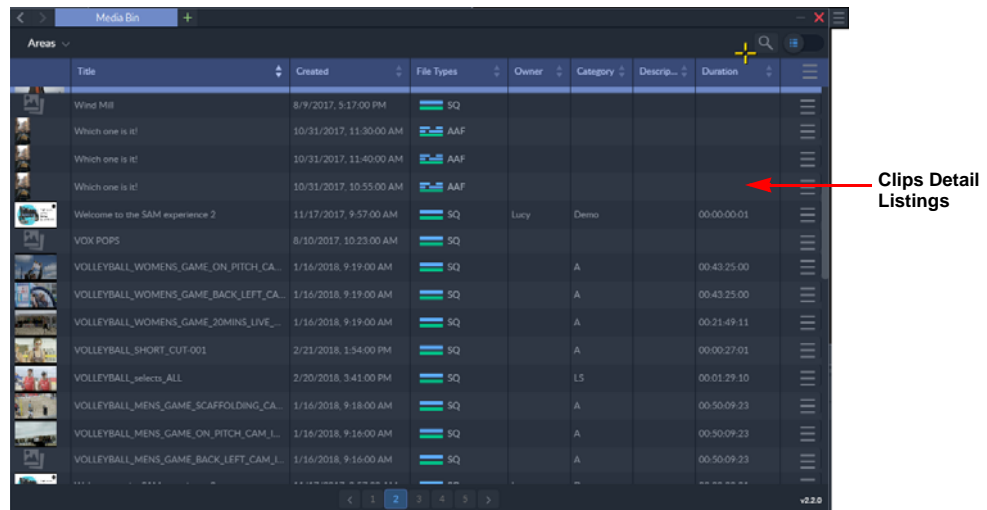 Media Bin +
Areas
Title Created File Types Owner Category Descrip... Duration
Wind Mill 8/9/2017, 5:17:00 PM SQ
Which one is it! 10/31/2017, 11:30:00 AM AAF
Which one is it! 10/31/2017, 11:40:00 AM AAF
Which one is it! 10/31/2017, 10:55:00 AM AAF
Clips Detail
Listings
Welcome to the SAM experience 2 11/17/2017, 9:57:00 AM SQ Lucy Demo 00:00:00:01
VOX POPS 8/10/2017, 10:23:00 AM SQ
VOLLEYBALL_WOMENS_GAME_ON_PITCH_CA... 1/16/2018, 9:19:00 AM SQ A 00:43:25:00
VOLLEYBALL_WOMENS_GAME_BACK_LEFT_CA... 1/16/2018, 9:19:00 AM SQ A 00:43:25:00
VOLLEYBALL_WOMENS_GAME_20MINS_LIVE_... 1/16/2018, 9:19:00 AM SQ A 00:21:49:11
VOLLEYBALL_SHORT_CUT-001 2/21/2018, 1:54:00 PM SQ A 00:00:27:01
VOLLEYBALL_selects_ALL 2/20/2018, 3:41:00 PM SQ LS 00:01:29:10
VOLLEYBALL_MENS_GAME_SCAFFOLDING_CA... 1/16/2018, 9:18:00 AM SQ A 00:50:09:23
VOLLEYBALL_MENS_GAME_ON_PITCH_CAM_I... 1/16/2018, 9:16:00 AM SQ A 00:50:09:23
VOLLEYBALL_MENS_GAME_BACK_LEFT_CAM_I... 1/16/2018, 9:16:00 AM SQ A 00:50:09:23
< 1 2 3 4 5 >
v2.2.0